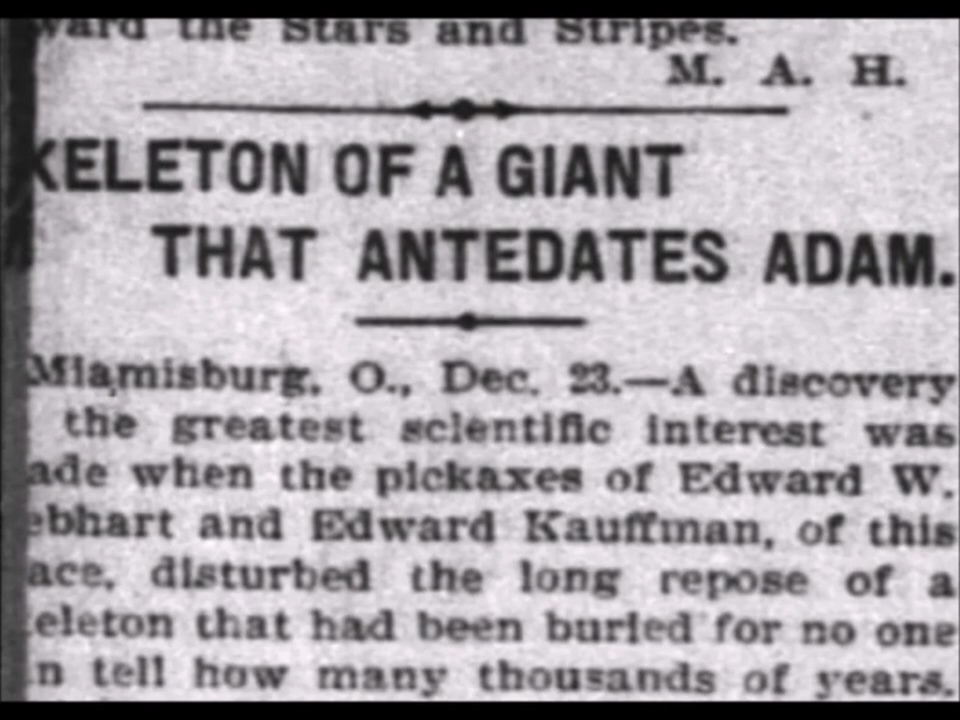 ward the Stars and Stripes.
M. A. H.
KELETON OF A GIANT
THAT ANTEDATES ADAM.
Miamisburg, O., Dec. 23.—A discovery
the greatest scientific interest was
ade when the pickaxes of Edward W.
ebhart and Edward Kauffman, of this
ace, disturbed the long repose of a
eleton that had been buried for no one
n tell how many thousands of years.